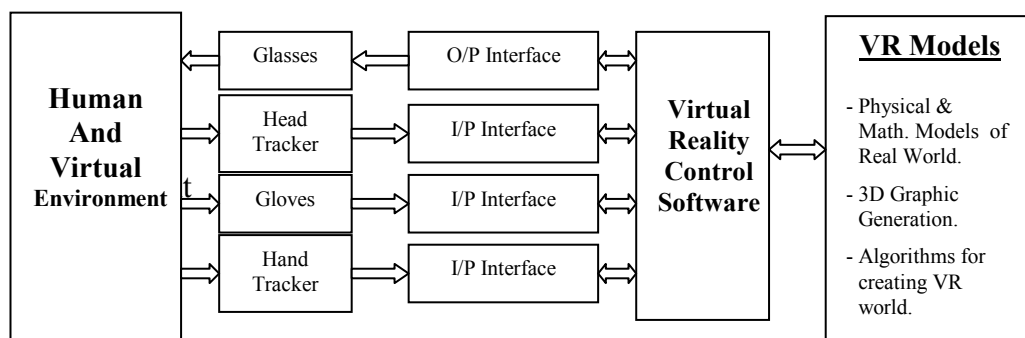 Human
And
Virtual
Environment
t
Glasses
Head
Tracker
Gloves
Hand
Tracker
O/P Interface
I/P Interface
I/P Interface
I/P Interface
Virtual
Reality
Control
Software
VR Models
- Physical &
Math. Models of
Real World.
- 3D Graphic
Generation.
- Algorithms for
creating VR
world.